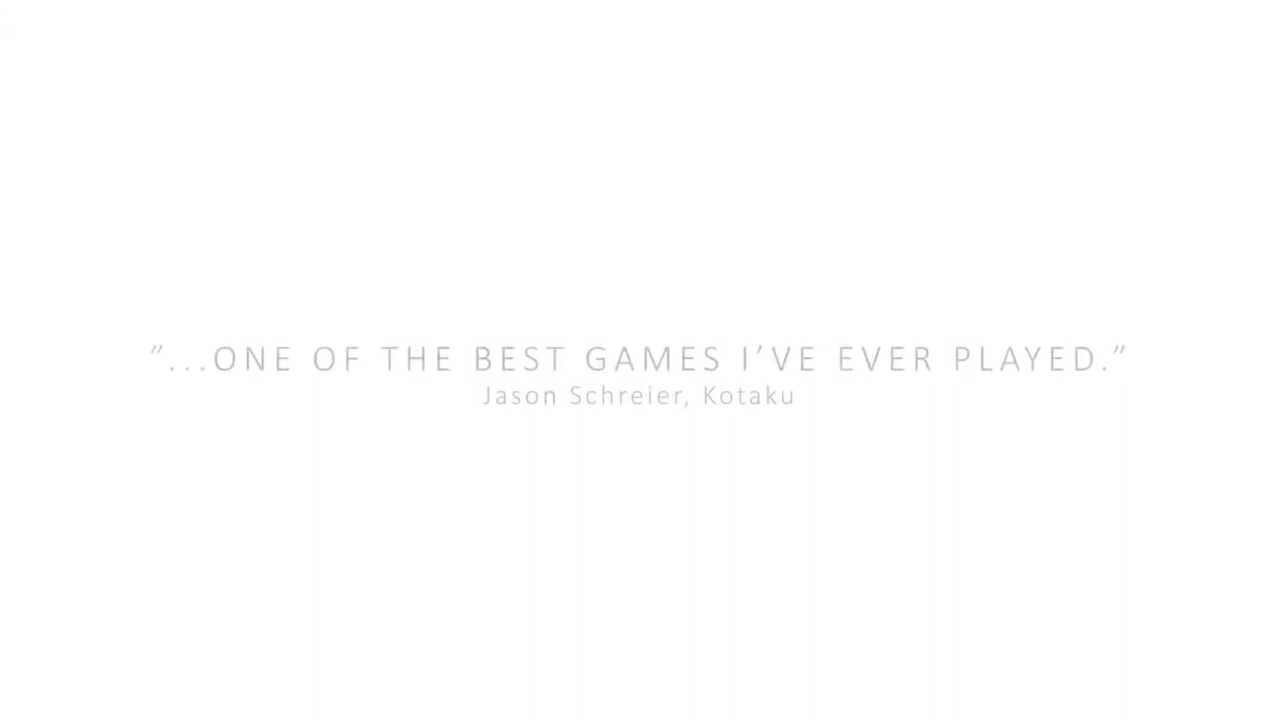 ”...ONE OF THE BEST GAMES I’VE EVER PLAYED.”
Jason Schreier, Kotaku